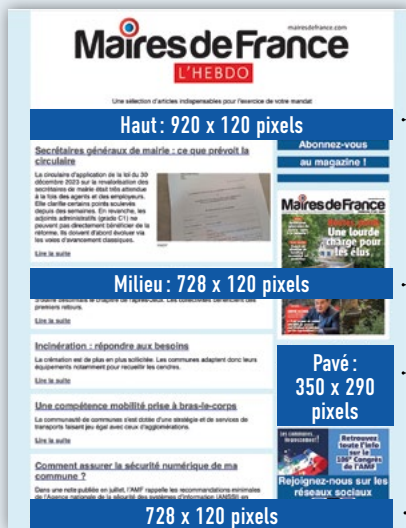 mairesdefrance.com
Maires de France
L'HEBDO
Une sélection d'articles indispensables pour l'exercice de votre mandat
Haut : 920 x 120 pixels
Secrétaires généraux de mairie : ce que prévoit la
circulaire
La circulaire d'application de la loi du 30
décembre 2023 sur la revalorisation des
secrétaires de mairie était très attendue
à la fois des agents et des employeurs.
Elle clarifie certains points soulevés
depuis des semaines. En revanche, les
adjoints administratifs (grade C1) ne
peuvent pas directement bénéficier de la
réforme. Ils doivent d'abord évoluer via
les voies d'avancement classiques.
Lire la suite
Abonnez-vous
au magazine !
Maires de France
Une lourde
charge pour
les élus
Milieu : 728 x 120 pixels
premiers retours.
Lire la suite
Incinération : répondre aux besoins
La crémation est de plus en plus sollicitée. Les communes adaptent donc leurs
équipements notamment pour recueillir les cendres.
Lire la suite
Pavé :
350 x 290
pixels
Une compétence mobilité prise à bras-le-corps
La communauté de communes s'est dotée d'une stratégie et de services de
transports faisant jeu égal avec ceux d'agglomérations.
Lire la suite
Comment assurer la sécurité numérique de ma
commune ?
Dans une note publiée en juillet, l'AMF rappelle les recommandations minimales
de l'Agence nationale de la sécurité des systèmes d'information (ANSSI) en
Les communes
Retrouvez
toute l'info
sur le
106e Congrès
de l'AMF
Rejoignez-nous sur les
réseaux sociaux
728 x 120 pixels